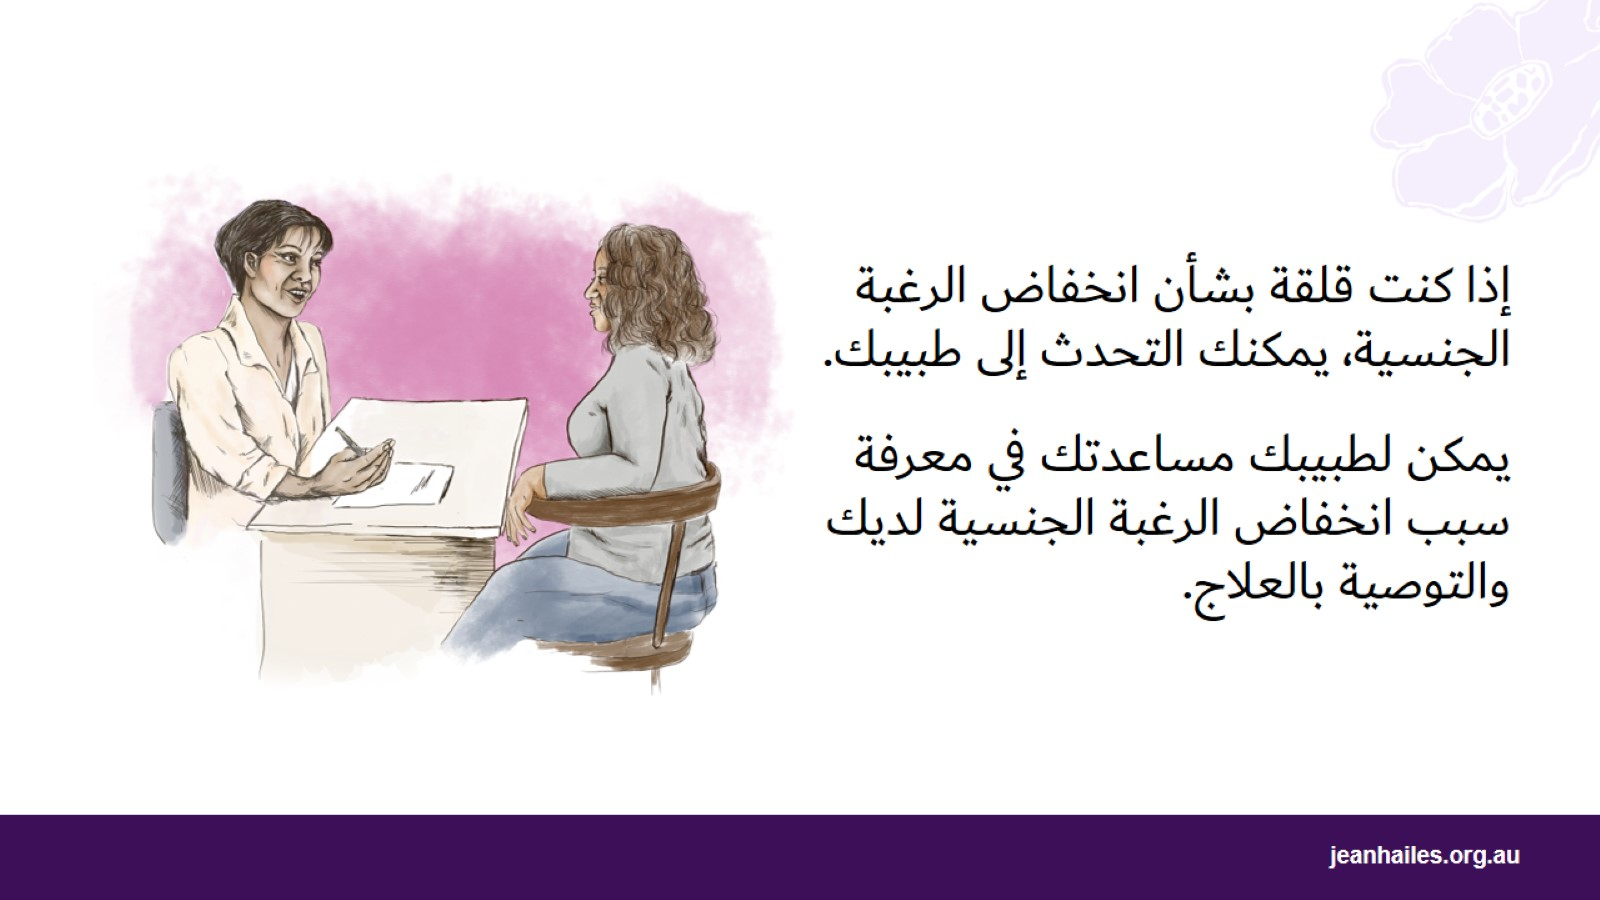 إذا كنت قلقة بشأن انخفاض الرغبة
الجنسية، يمكنك التحدث إلى طبيبك.
يمكن لطبيبك مساعدتك في معرفة
سبب انخفاض الرغبة الجنسية لديك
والتوصية بالعلاج.
jeanhailes.org.au